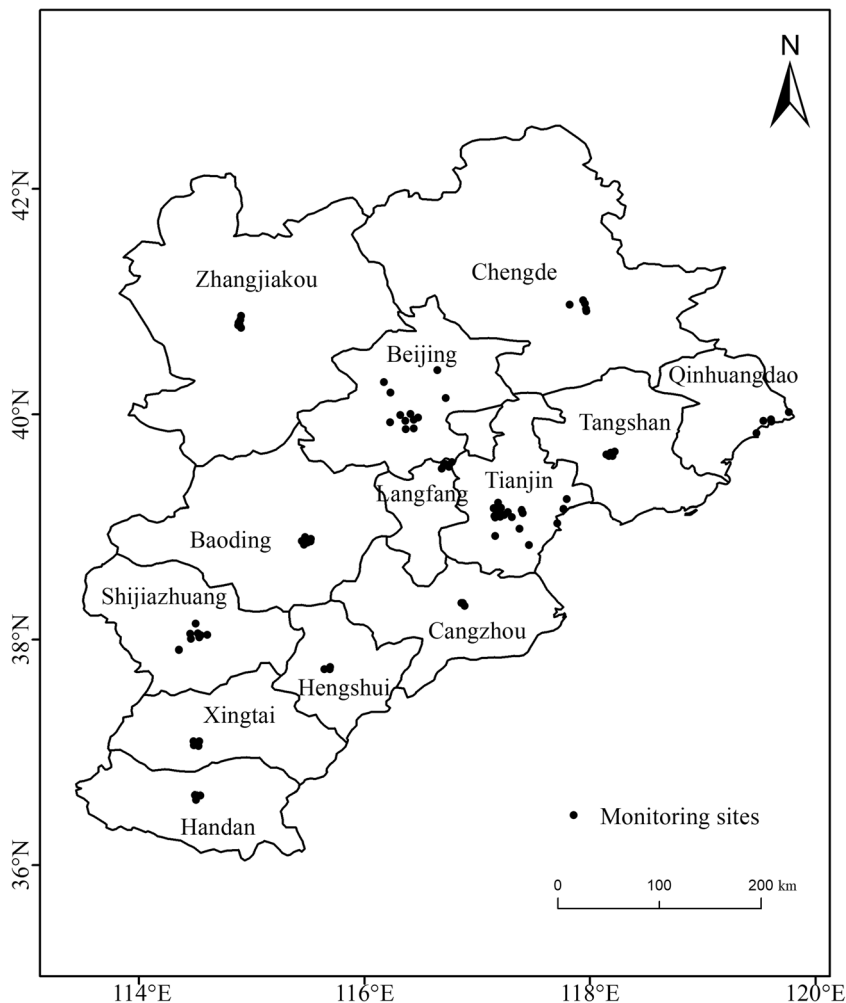 N
42°N
Zhangjiakou
Chengde
Beijing
Qinhuangdao
40°N
Tangshan
Tianjin
Langfang
Baoding
Shijiazhuang
38°N
Cangzhou
Hengshui
Xingtai
Monitoring sites
Handan
36°N
0 100 200 km
114°E 116°E 118°E 120°E